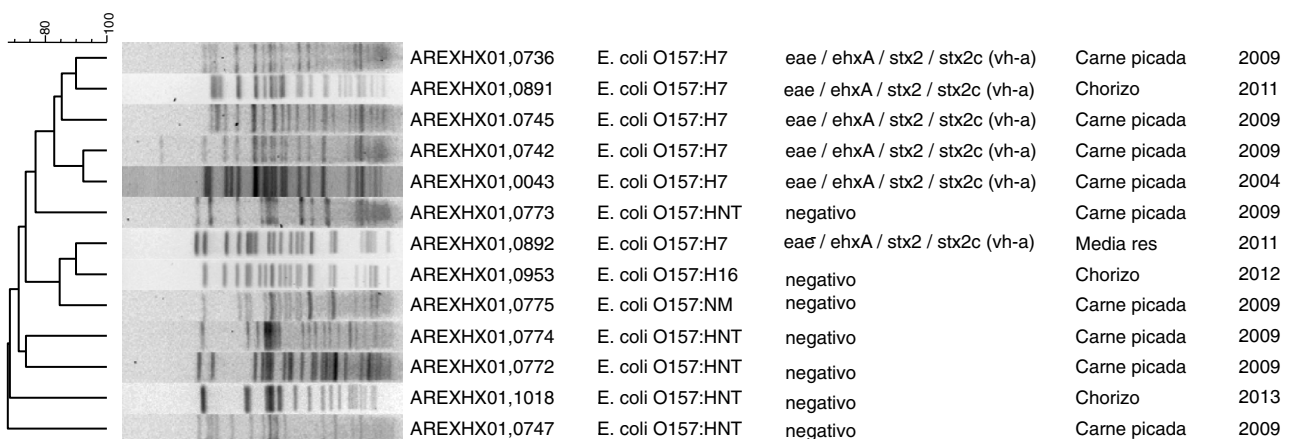 80 100
AREXHX01,0736 E. coli O157:H7 eae / ehxA / stx2 / stx2c (vh-a) Carne picada 2009
AREXHX01,0891 E. coli O157:H7 eae / ehxA / stx2 / stx2c (vh-a) Chorizo 2011
AREXHX01.0745 E. coli O157:H7 eae / ehxA / stx2 / stx2c (vh-a) Carne picada 2009
AREXHX01,0742 E. coli O157:H7 eae / ehxA / stx2 / stx2c (vh-a) Carne picada 2009
AREXHX01,0043 E. coli O157:H7 eae / ehxA / stx2 / stx2c (vh-a) Carne picada 2004
AREXHX01,0773 E. coli O157:HNT negativo Carne picada 2009
AREXHX01,0892 E. coli O157:H7 eae / ehxA / stx2 / stx2c (vh-a) Media res 2011
AREXHX01,0953 E. coli O157:H16 negativo Chorizo 2012
AREXHX01,0775 E. coli O157:NM negativo Carne picada 2009
AREXHX01,0774 E. coli O157:HNT negativo Carne picada 2009
AREXHX01,0772 E. coli O157:HNT negativo Carne picada 2009
AREXHX01,1018 E. coli O157:HNT negativo Chorizo 2013
AREXHX01,0747 E. coli O157:HNT negativo Carne picada 2009